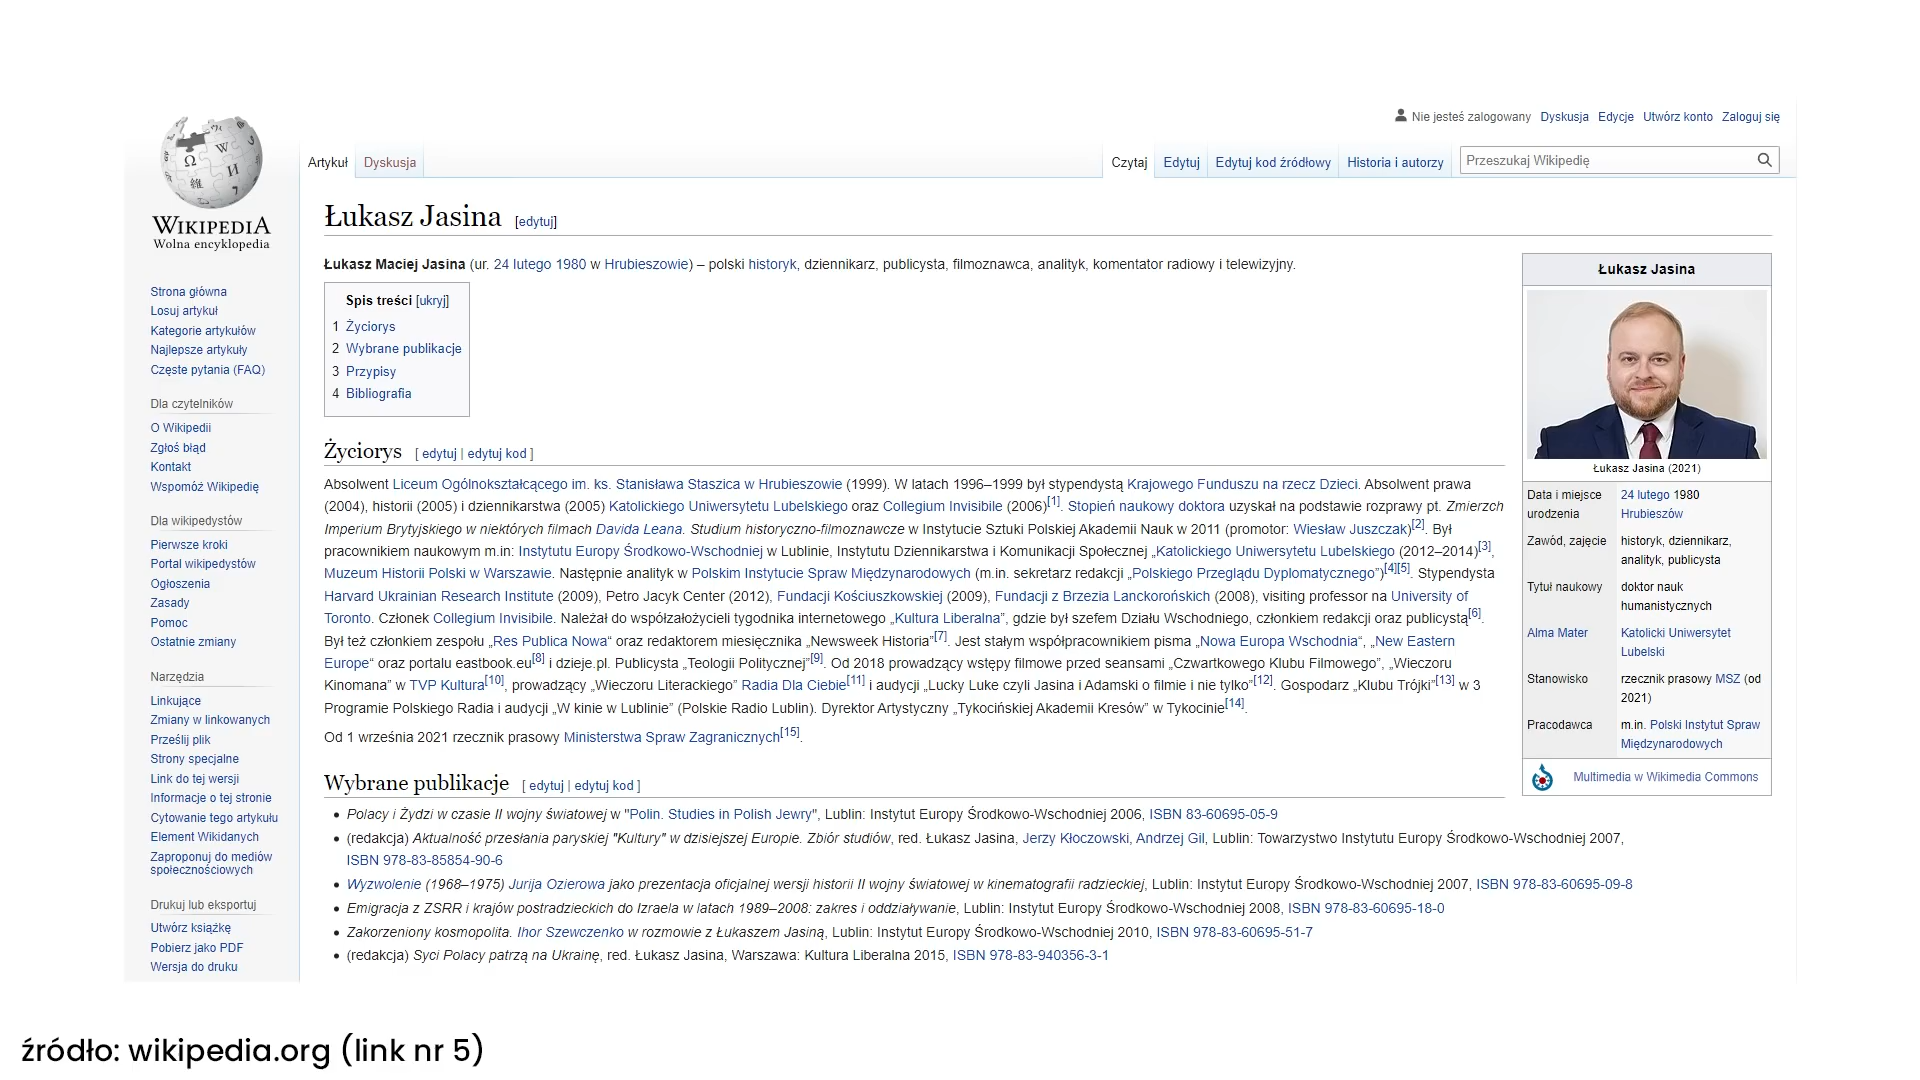 Nie jesteś zalogowany Dyskusja Edycje Utwórz konto Zaloguj się
Artykuł Dyskusja Czytaj Edytuj Edytuj kod źródłowy Historia i autorzy Przeszukaj Wikipedię
WIKIPEDIA
Wolna encyklopedia
Strona główna
Losuj artykuł
Kategorie artykułów
Najlepsze artykuły
Częste pytania (FAQ)
Dla czytelników
O Wikipedii
Zgłoś błąd
Kontakt
Wspomóż Wikipedię
Dla wikipedystów
Pierwsze kroki
Portal wikipedystów
Ogłoszenia
Zasady
Pomoc
Ostatnie zmiany
Narzędzia
Linkujące
Zmiany w linkowanych
Prześlij plik
Strony specjalne
Link do tej wersji
Informacje o tej stronie
Cytowanie tego artykułu
Element Wikidanych
Zaproponuj do mediów
społecznościowych
Drukuj lub eksportuj
Utwórz książkę
Pobierz jako PDF
Wersja do druku
Łukasz Jasina [edytuj]
Łukasz Maciej Jasina (ur. 24 lutego 1980 w Hrubieszowie) – polski historyk, dziennikarz, publicysta, filmoznawca, analityk, komentator radiowy i telewizyjny.
Spis treści [ukryj]
1 Życiorys
2 Wybrane publikacje
3 Przypisy
4 Bibliografia
Życiorys [ edytuj | edytuj kod ]
Absolwent Liceum Ogólnokształcącego im. ks. Stanisława Staszica w Hrubieszowie (1999). W latach 1996–1999 był stypendystą Krajowego Funduszu na rzecz Dzieci. Absolwent prawa
(2004), historii (2005) i dziennikarstwa (2005) Katolickiego Uniwersytetu Lubelskiego oraz Collegium Invisibile (2006)[1]. Stopień naukowy doktora uzyskał na podstawie rozprawy pt. Zmierzch
Imperium Brytyjskiego w niektórych filmach Davida Leana. Studium historyczno-filmoznawcze w Instytucie Sztuki Polskiej Akademii Nauk w 2011 (promotor: Wiesław Juszczak)[2]. Był
pracownikiem naukowym m.in: Instytutu Europy Środkowo-Wschodniej w Lublinie, Instytutu Dziennikarstwa i Komunikacji Społecznej „Katolickiego Uniwersytetu Lubelskiego (2012–2014)[3],
Muzeum Historii Polski w Warszawie. Następnie analityk w Polskim Instytucie Spraw Międzynarodowych (m.in. sekretarz redakcji „Polskiego Przeglądu Dyplomatycznego”)[4][5]. Stypendysta
Harvard Ukrainian Research Institute (2009), Petro Jacyk Center (2012), Fundacji Kościuszkowskiej (2009), Fundacji z Brzezia Lanckorońskich (2008), visiting professor na University of
Toronto. Członek Collegium Invisibile. Należał do współzałożycieli tygodnika internetowego „Kultura Liberalna”, gdzie był szefem Działu Wschodniego, członkiem redakcji oraz publicystą[6].
Był też członkiem zespołu „Res Publica Nowa“ oraz redaktorem miesięcznika „Newsweek Historia”[7]. Jest stałym współpracownikiem pisma „Nowa Europa Wschodnia“, „New Eastern
Europe“ oraz portalu eastbook.eu[8] i dzieje.pl. Publicysta „Teologii Politycznej”[9]. Od 2018 prowadzący wstępy filmowe przed seansami „Czwartkowego Klubu Filmowego”, „Wieczoru
Kinomana” w TVP Kultura[10], prowadzący „Wieczoru Literackiego” Radia Dla Ciebie[11] i audycji „Lucky Luke czyli Jasina i Adamski o filmie i nie tylko”[12]. Gospodarz „Klubu Trójki”[13] w 3
Programie Polskiego Radia i audycji „W kinie w Lublinie” (Polskie Radio Lublin). Dyrektor Artystyczny „Tykocińskiej Akademii Kresów” w Tykocinie[14].
Od 1 września 2021 rzecznik prasowy Ministerstwa Spraw Zagranicznych[15].
Wybrane publikacje [ edytuj | edytuj kod ]
Polacy i Żydzi w czasie II wojny światowej w "Polin. Studies in Polish Jewry", Lublin: Instytut Europy Środkowo-Wschodniej 2006, ISBN 83-60695-05-9
(redakcja) Aktualność przesłania paryskiej "Kultury" w dzisiejszej Europie. Zbiór studiów, red. Łukasz Jasina, Jerzy Kłoczowski, Andrzej Gil, Lublin: Towarzystwo Instytutu Europy Środkowo-Wschodniej 2007,
ISBN 978-83-85854-90-6
Wyzwolenie (1968–1975) Jurija Ozierowa jako prezentacja oficjalnej wersji historii II wojny światowej w kinematografii radzieckiej, Lublin: Instytut Europy Środkowo-Wschodniej 2007, ISBN 978-83-60695-09-8
Emigracja z ZSRR i krajów postradzieckich do Izraela w latach 1989–2008: zakres i oddziaływanie, Lublin: Instytut Europy Środkowo-Wschodniej 2008, ISBN 978-83-60695-18-0
Zakorzeniony kosmopolita. Ihor Szewczenko w rozmowie z Łukaszem Jasiną, Lublin: Instytut Europy Środkowo-Wschodniej 2010, ISBN 978-83-60695-51-7
(redakcja) Syci Polacy patrzą na Ukrainę, red. Łukasz Jasina, Warszawa: Kultura Liberalna 2015, ISBN 978-83-940356-3-1
Łukasz Jasina
Łukasz Jasina (2021)
Data i miejsce urodzenia 24 lutego 1980
Hrubieszów
Zawód, zajęcie historyk, dziennikarz,
analityk, publicysta
Tytuł naukowy doktor nauk
humanistycznych
Alma Mater Katolicki Uniwersytet
Lubelski
Stanowisko rzecznik prasowy MSZ (od
2021)
Pracodawca m.in. Polski Instytut Spraw
Międzynarodowych
Multimedia w Wikimedia Commons
źródło: wikipedia.org (link nr 5)